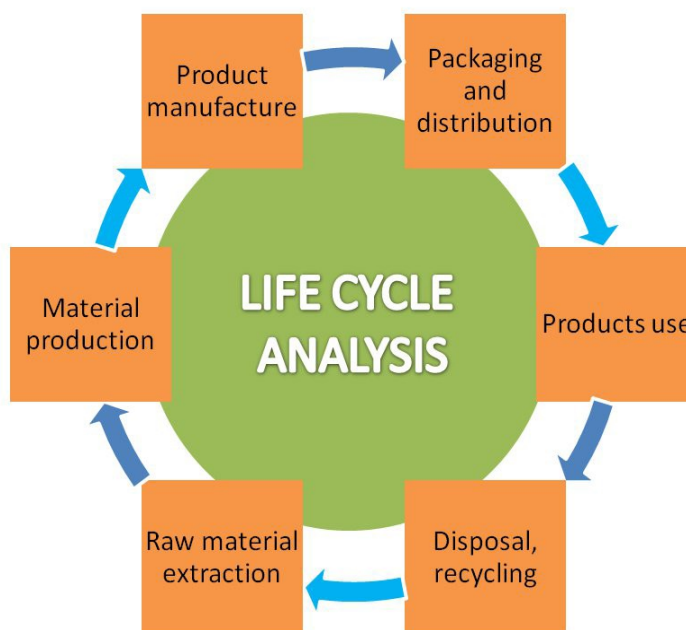 Product
manufacture
Packaging
and
distribution
Material
production
LIFE CYCLE
ANALYSIS
Products use
Raw material
extraction
Disposal,
recycling